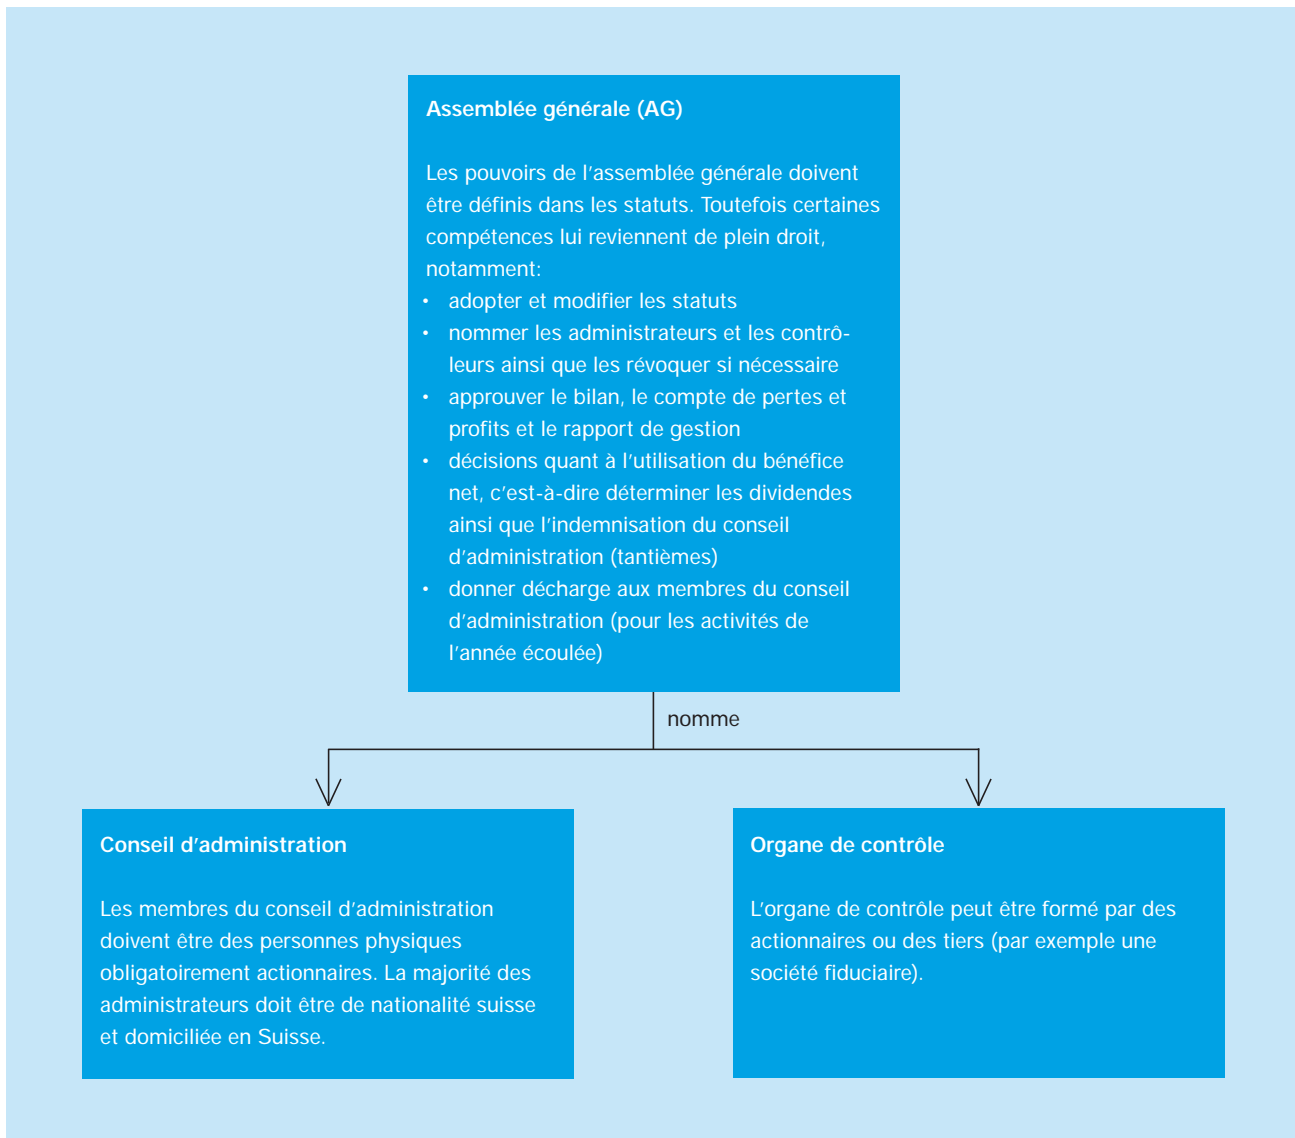 Assemblée générale (AG)
Les pouvoirs de l'assemblée générale doivent
être définis dans les statuts. Toutefois certaines
compétences lui reviennent de plein droit,
notamment:
• adopter et modifier les statuts
• nommer les administrateurs et les contrô-
leurs ainsi que les révoquer si nécessaire
• approuver le bilan, le compte de pertes et
profits et le rapport de gestion
• décisions quant à l'utilisation du bénéfice
net, c'est-à-dire déterminer les dividendes
ainsi que l'indemnisation du conseil
d'administration (tantièmes)
• donner décharge aux membres du conseil
d'administration (pour les activités de
l'année écoulée)
nomme
Conseil d'administration
Les membres du conseil d'administration
doivent être des personnes physiques
obligatoirement actionnaires. La majorité des
administrateurs doit être de nationalité suisse
et domiciliée en Suisse.
Organe de contrôle
L'organe de contrôle peut être formé par des
actionnaires ou des tiers (par exemple une
société fiduciaire).